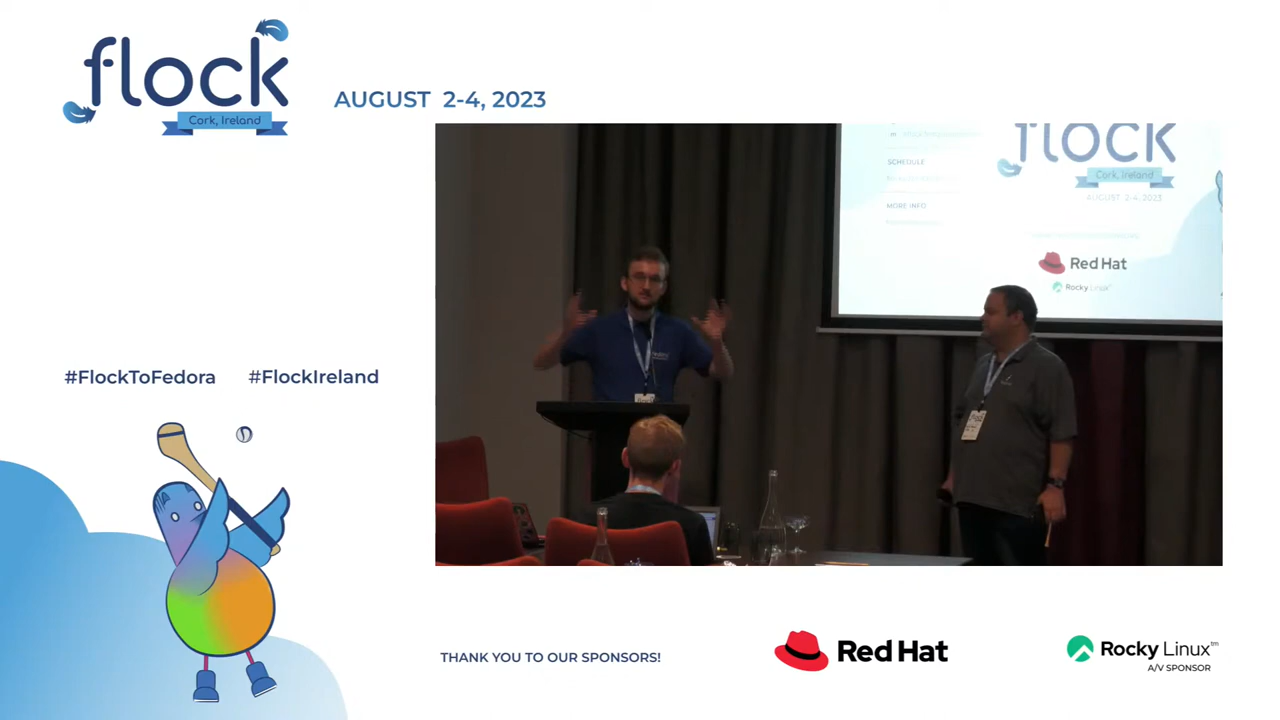 flock
Cork, Ireland
AUGUST 2-4, 2023
flock
Cork, Ireland
AUGUST 2-4, 2023
SCHEDULE
MORE INFO
Red Hat
Rocky Linux
#FlockToFedora #FlockIreland
THANK YOU TO OUR SPONSORS!
Red Hat
Rocky Linux™
A/V SPONSOR